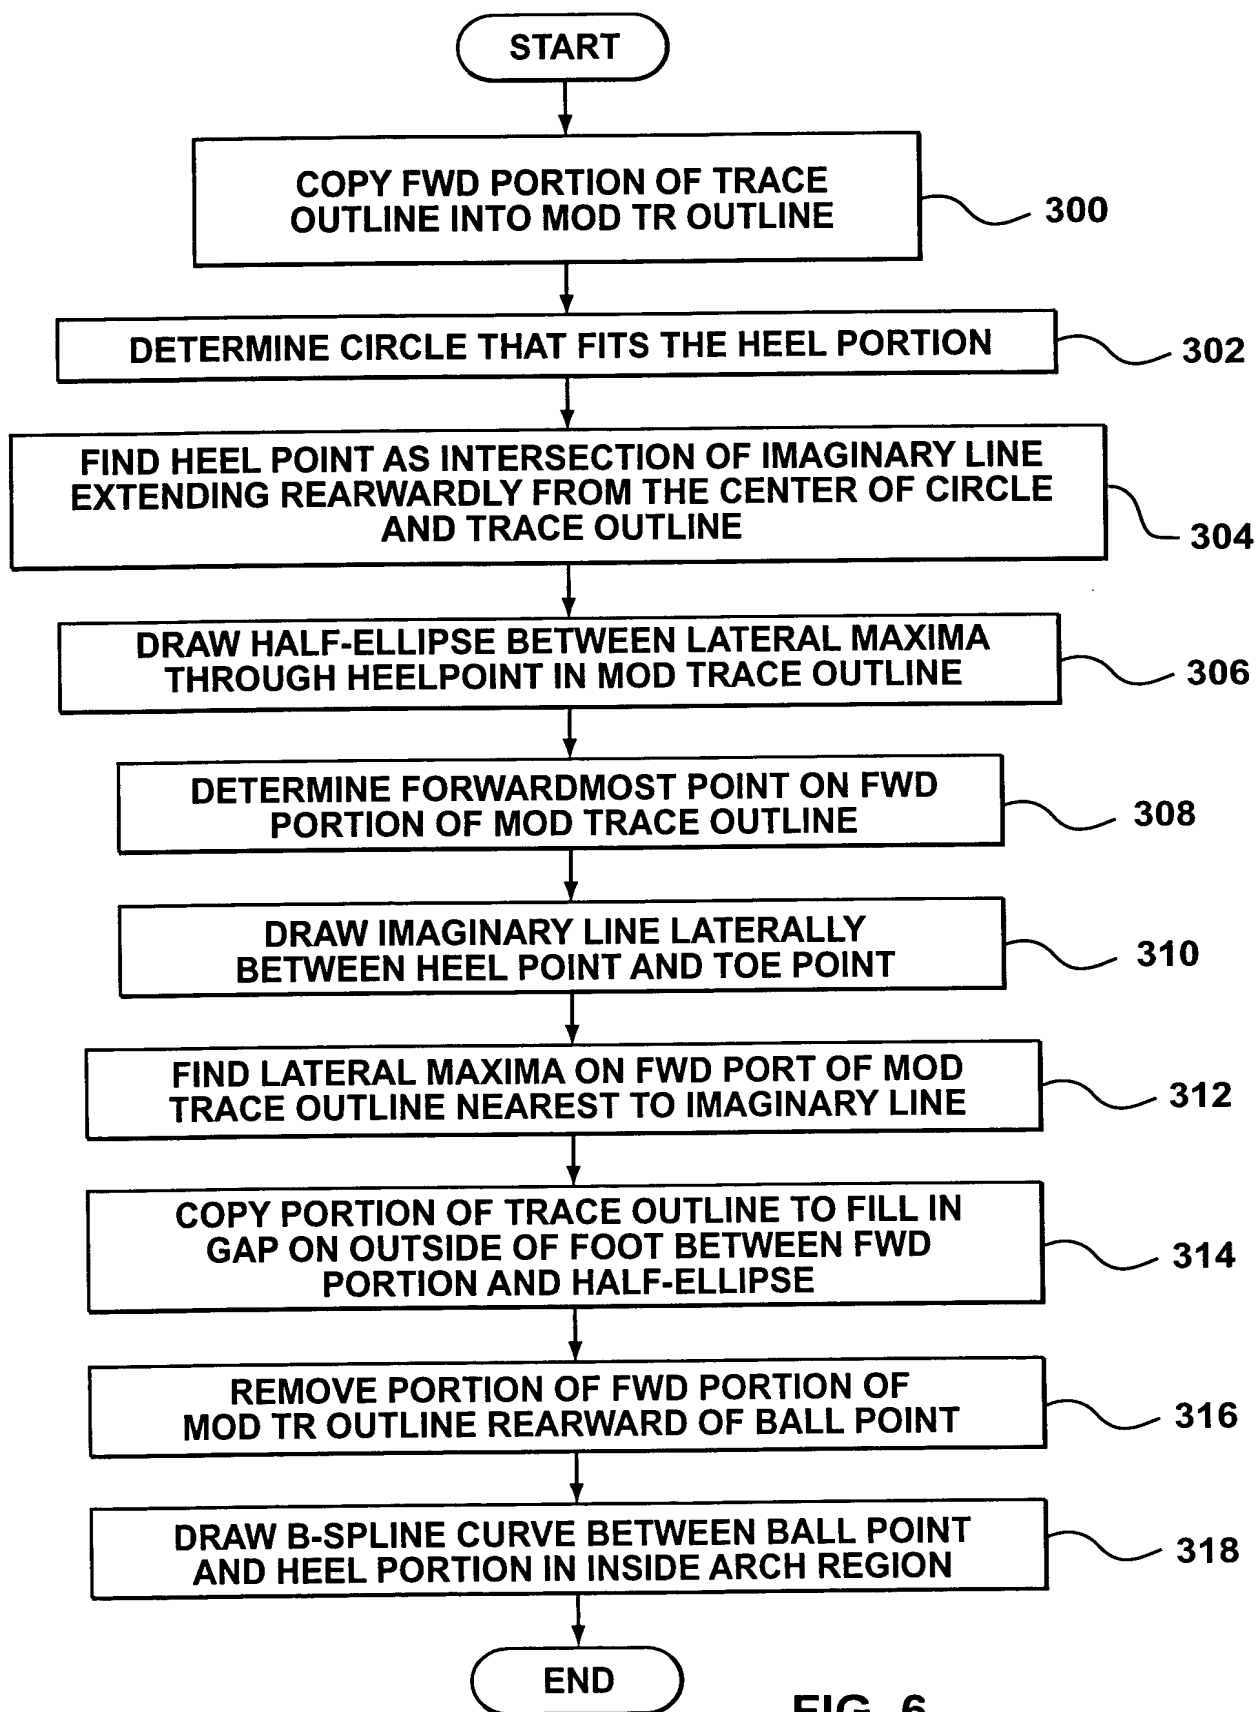 START
COPY FWD PORTION OF TRACE
OUTLINE INTO MOD TR OUTLINE
300
DETERMINE CIRCLE THAT FITS THE HEEL PORTION
302
FIND HEEL POINT AS INTERSECTION OF IMAGINARY LINE
EXTENDING REARWARDLY FROM THE CENTER OF CIRCLE
AND TRACE OUTLINE
304
DRAW HALF-ELLIPSE BETWEEN LATERAL MAXIMA
THROUGH HEELPOINT IN MOD TRACE OUTLINE
306
DETERMINE FORWARDMOST POINT ON FWD
PORTION OF MOD TRACE OUTLINE
308
DRAW IMAGINARY LINE LATERALLY
BETWEEN HEEL POINT AND TOE POINT
310
FIND LATERAL MAXIMA ON FWD PORT OF MOD
TRACE OUTLINE NEAREST TO IMAGINARY LINE
312
COPY PORTION OF TRACE OUTLINE TO FILL IN
GAP ON OUTSIDE OF FOOT BETWEEN FWD
PORTION AND HALF-ELLIPSE
314
REMOVE PORTION OF FWD PORTION OF
MOD TR OUTLINE REARWARD OF BALL POINT
316
DRAW B-SPLINE CURVE BETWEEN BALL POINT
AND HEEL PORTION IN INSIDE ARCH REGION
318
END
FIG. 6